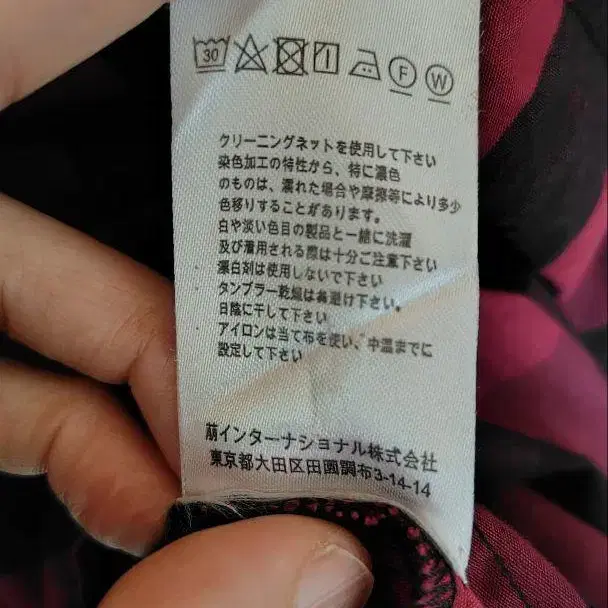 30 F W
クリーニングネットを使用して下さい
染色加工の特性から、特に濃色
のものは、濡れた場合や摩擦等により多少
色移りすることがあります。
白や淡い色目の製品と一緒に洗濯
及び着用される際は十分ご注意下さい
・漂白剤は使用しないで下さい
・タンブラー乾燥はお避け下さい。
・日陰に干して下さい
・アイロンは当て布を使い、中温までに
設定して下さい
萠インターナショナル株式会社
東京都大田区田園調布3-14-14